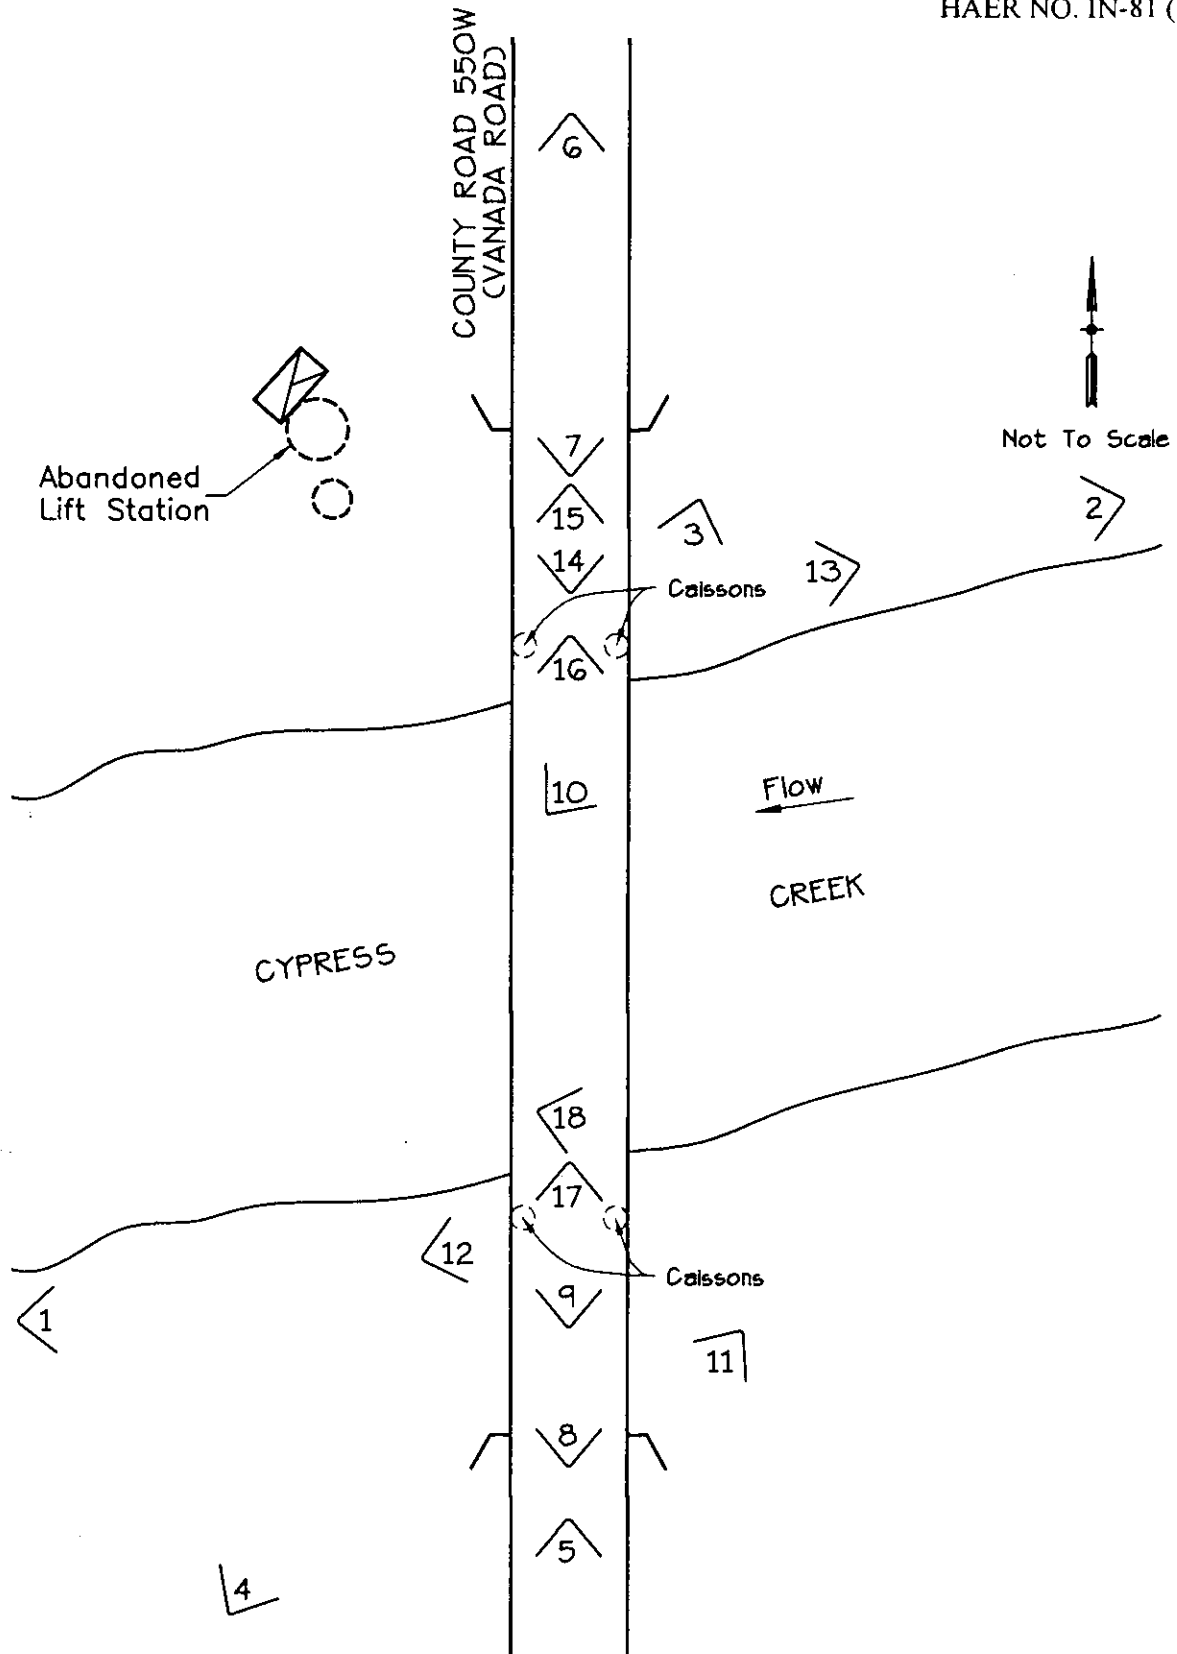 HAER NO. IN-81 (
COUNTY ROAD 550W
(VANADA ROAD)
6
Not To Scale
Abandoned
Lift Station
7
15
14
3
2
13
Caissons
16
10
Flow
CREEK
CYPRESS
18
17
12
Caissons
1
9
11
8
5
4